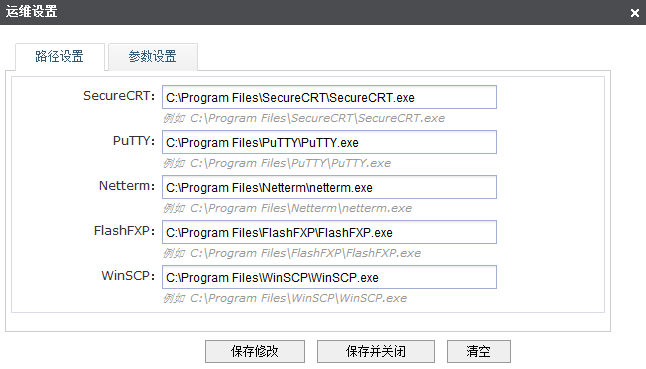 运维设置
路径设置 参数设置
SecureCRT: C:\Program Files\SecureCRT\SecureCRT.exe
例如 C:\Program Files\SecureCRT\SecureCRT.exe
PuTTY: C:\Program Files\PuTTY\PuTTY.exe
例如 C:\Program Files\PuTTY\PuTTY.exe
Netterm: C:\Program Files\Netterm\netterm.exe
例如 C:\Program Files\Netterm\netterm.exe
FlashFXP: C:\Program Files\FlashFXP\FlashFXP.exe
例如 C:\Program Files\FlashFXP\FlashFXP.exe
WinSCP: C:\Program Files\WinSCP\WinSCP.exe
例如 C:\Program Files\WinSCP\WinSCP.exe
保存修改 保存并关闭 清空